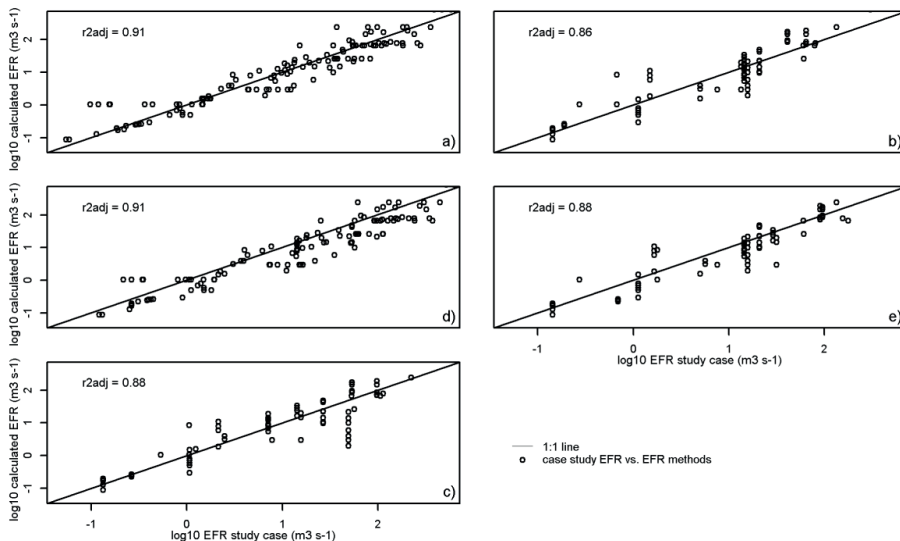 log10 calculated EFR (m3 s-1)
2
1
0
-1
r2adj = 0.91
a)
r2adj = 0.86
b)
log10 calculated EFR (m3 s-1)
2
1
0
-1
r2adj = 0.91
d)
r2adj = 0.88
e)
-1
0
1
2
log10 EFR study case (m3 s-1)
log10 calculated EFR (m3 s-1)
2
1
0
-1
r2adj = 0.88
c)
-1
0
1
2
log10 EFR study case (m3 s-1)
1:1 line
case study EFR vs. EFR methods